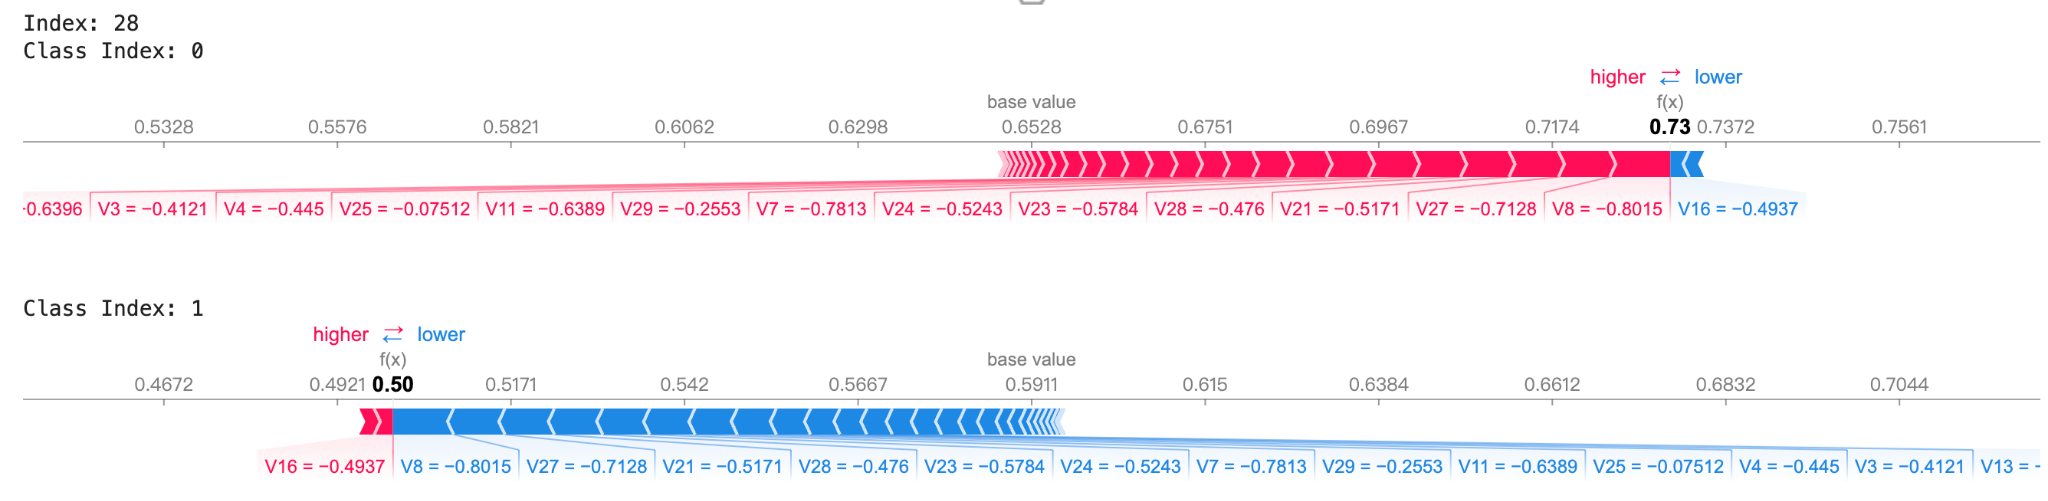 Index: 28
Class Index: 0
higher ⇄ lower
base value f(x)
0.5328 0.5576 0.5821 0.6062 0.6298 0.6528 0.6751 0.6967 0.7174 0.73 0.7372 0.7561
-0.6396 V3 = −0.4121 V4 = −0.445 V25 = −0.07512 V11 = −0.6389 V29 = −0.2553 V7 = −0.7813 V24 = −0.5243 V23 = −0.5784 V28 = −0.476 V21 = −0.5171 V27 = −0.7128 V8 = −0.8015 V16 = −0.4937
Class Index: 1
higher ⇄ lower
f(x) base value
0.4672 0.4921 0.50 0.5171 0.542 0.5667 0.5911 0.615 0.6384 0.6612 0.6832 0.7044
V16 = −0.4937 V8 = −0.8015 V27 = −0.7128 V21 = −0.5171 V28 = −0.476 V23 = −0.5784 V24 = −0.5243 V7 = −0.7813 V29 = −0.2553 V11 = −0.6389 V25 = −0.07512 V4 = −0.445 V3 = −0.4121 V13 = −